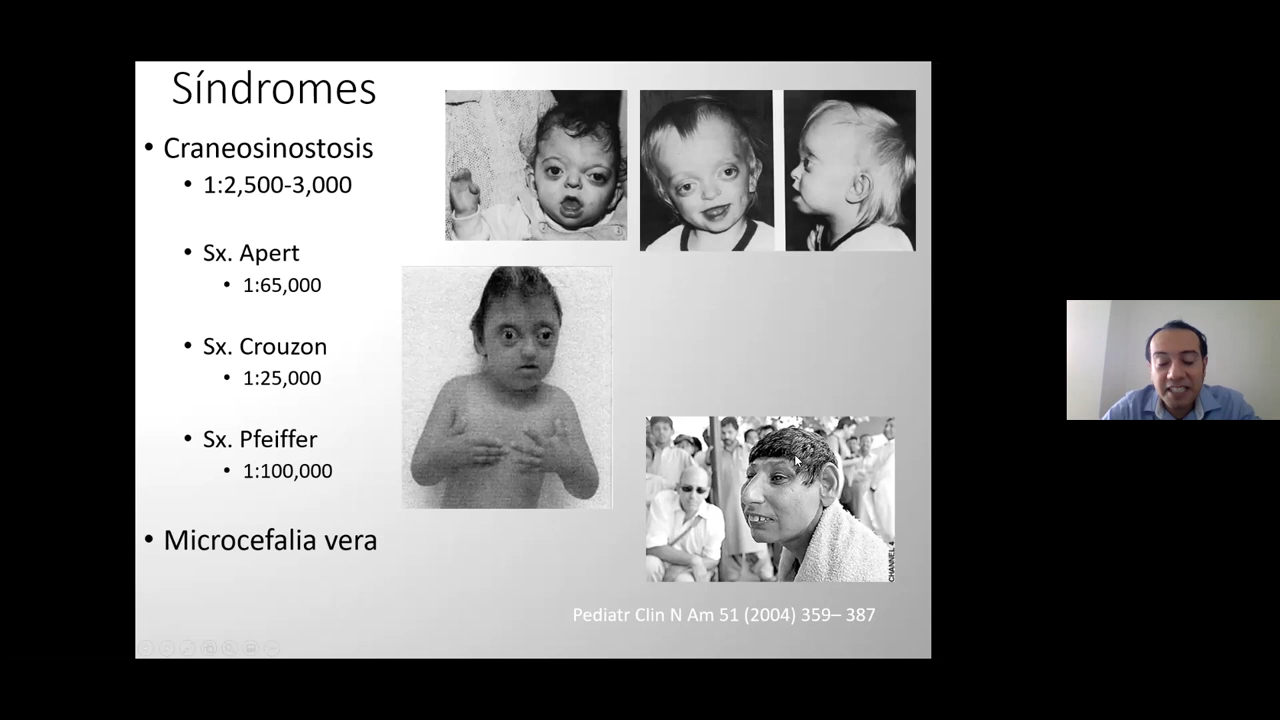 Síndromes
• Craneosinostosis
• 1:2,500-3,000
• Sx. Apert
• 1:65,000
• Sx. Crouzon
• 1:25,000
• Sx. Pfeiffer
• 1:100,000
• Microcefalia vera
CHANNEL 4
Pediatr Clin N Am 51 (2004) 359– 387